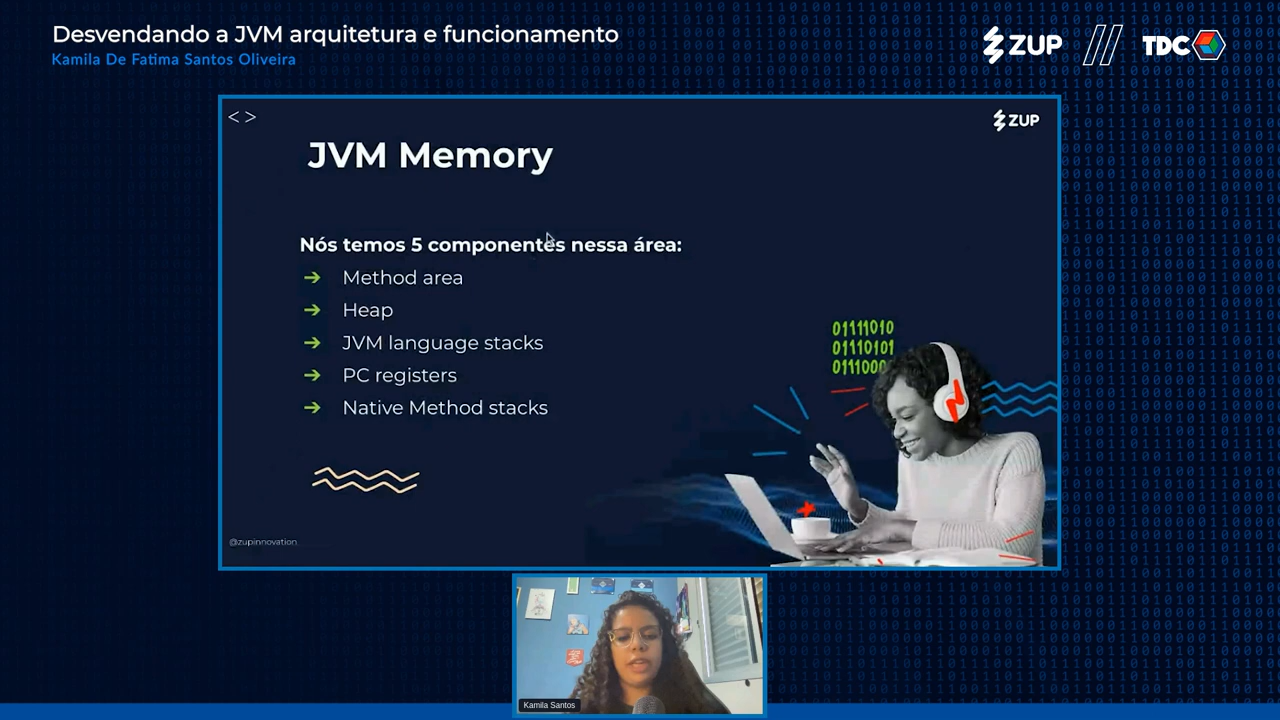 Desvendando a JVM arquitetura e funcionamento
Kamila De Fatima Santos Oliveira
ZUP
TDC
< >
ZUP
JVM Memory
Nós temos 5 componentes nessa área:
➔ Method area
➔ Heap
➔ JVM language stacks
➔ PC registers
➔ Native Method stacks
01111010
01110101
0111000
@zupinnovation
Kamila Santos